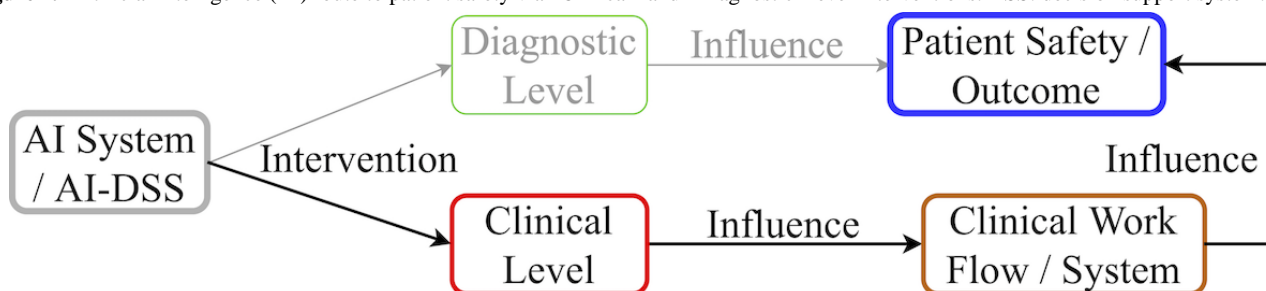 Diagnostic
Level
Influence
Patient Safety /
Outcome
AI System
/ AI-DSS
Intervention
Influence
Clinical
Level
Influence
Clinical Work
Flow / System